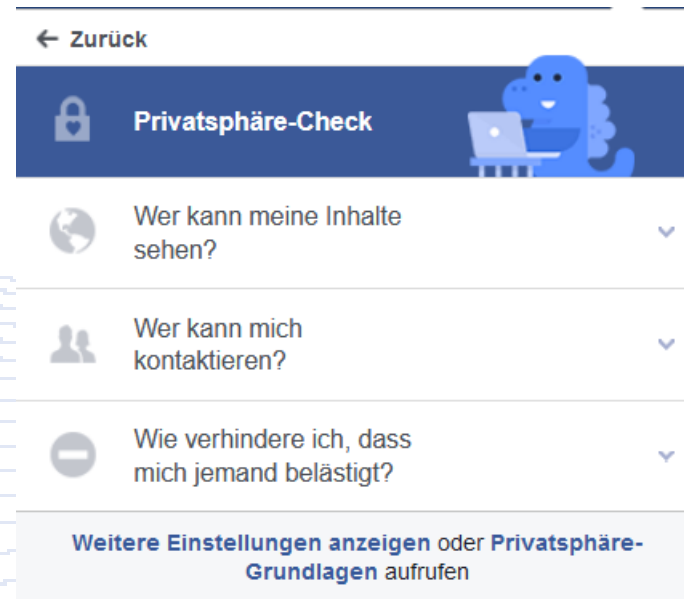 ← Zurück
Privatsphäre-Check
Wer kann meine Inhalte
sehen?
Wer kann mich
kontaktieren?
Wie verhindere ich, dass
mich jemand belästigt?
Weitere Einstellungen anzeigen oder Privatsphäre-
Grundlagen aufrufen